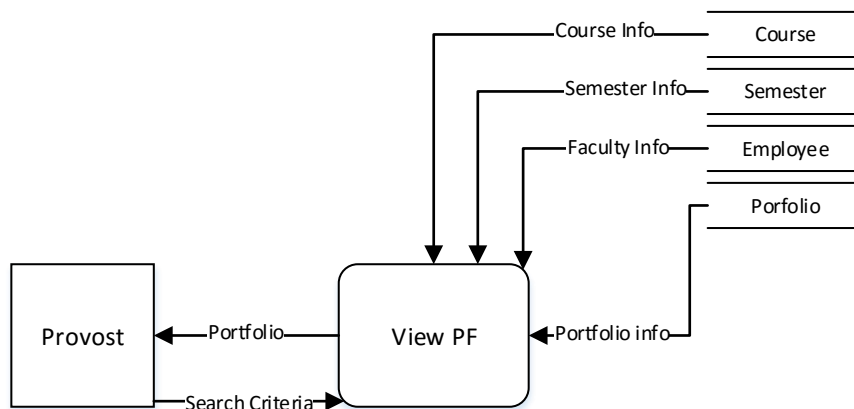 Course Info
Course
Semester Info
Semester
Faculty Info
Employee
Porfolio
Provost
Portfolio
View PF
Portfolio info
Search Criteria